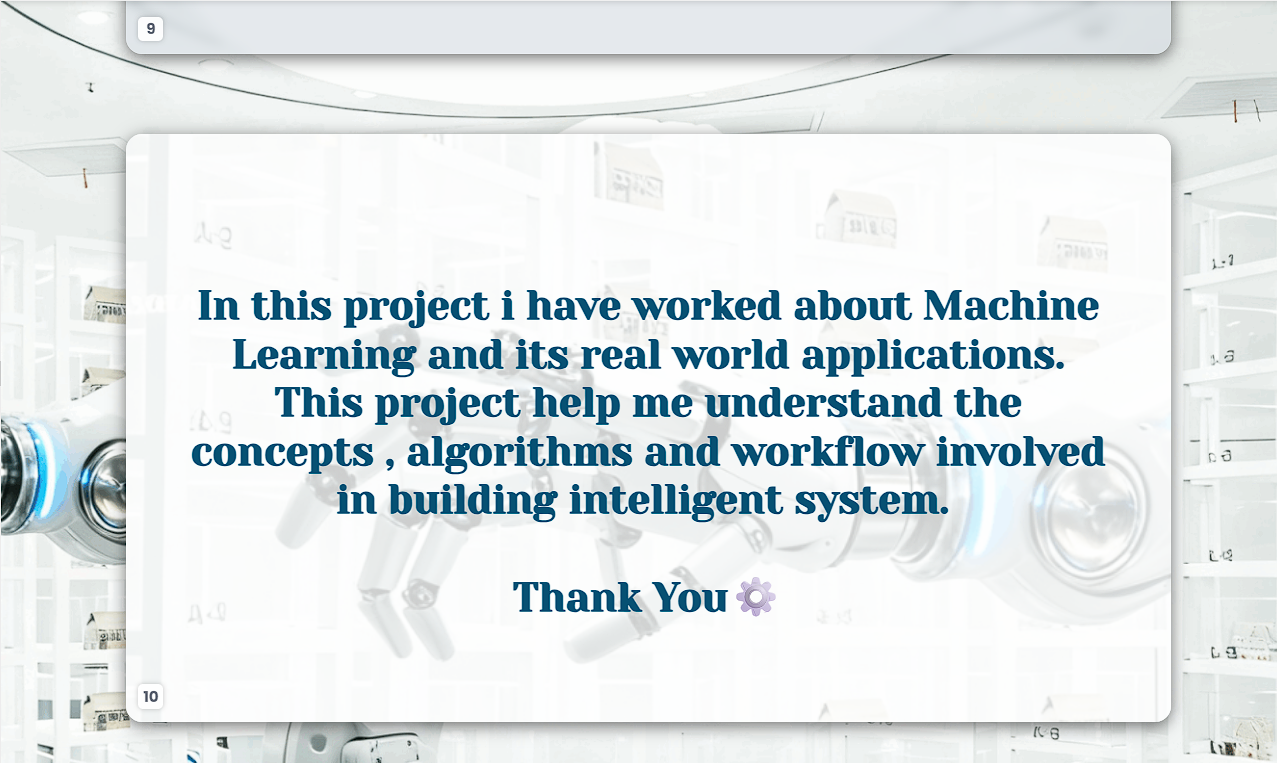 9
In this project i have worked about Machine
Learning and its real world applications.
This project help me understand the
concepts , algorithms and workflow involved
in building intelligent system.
Thank You
10